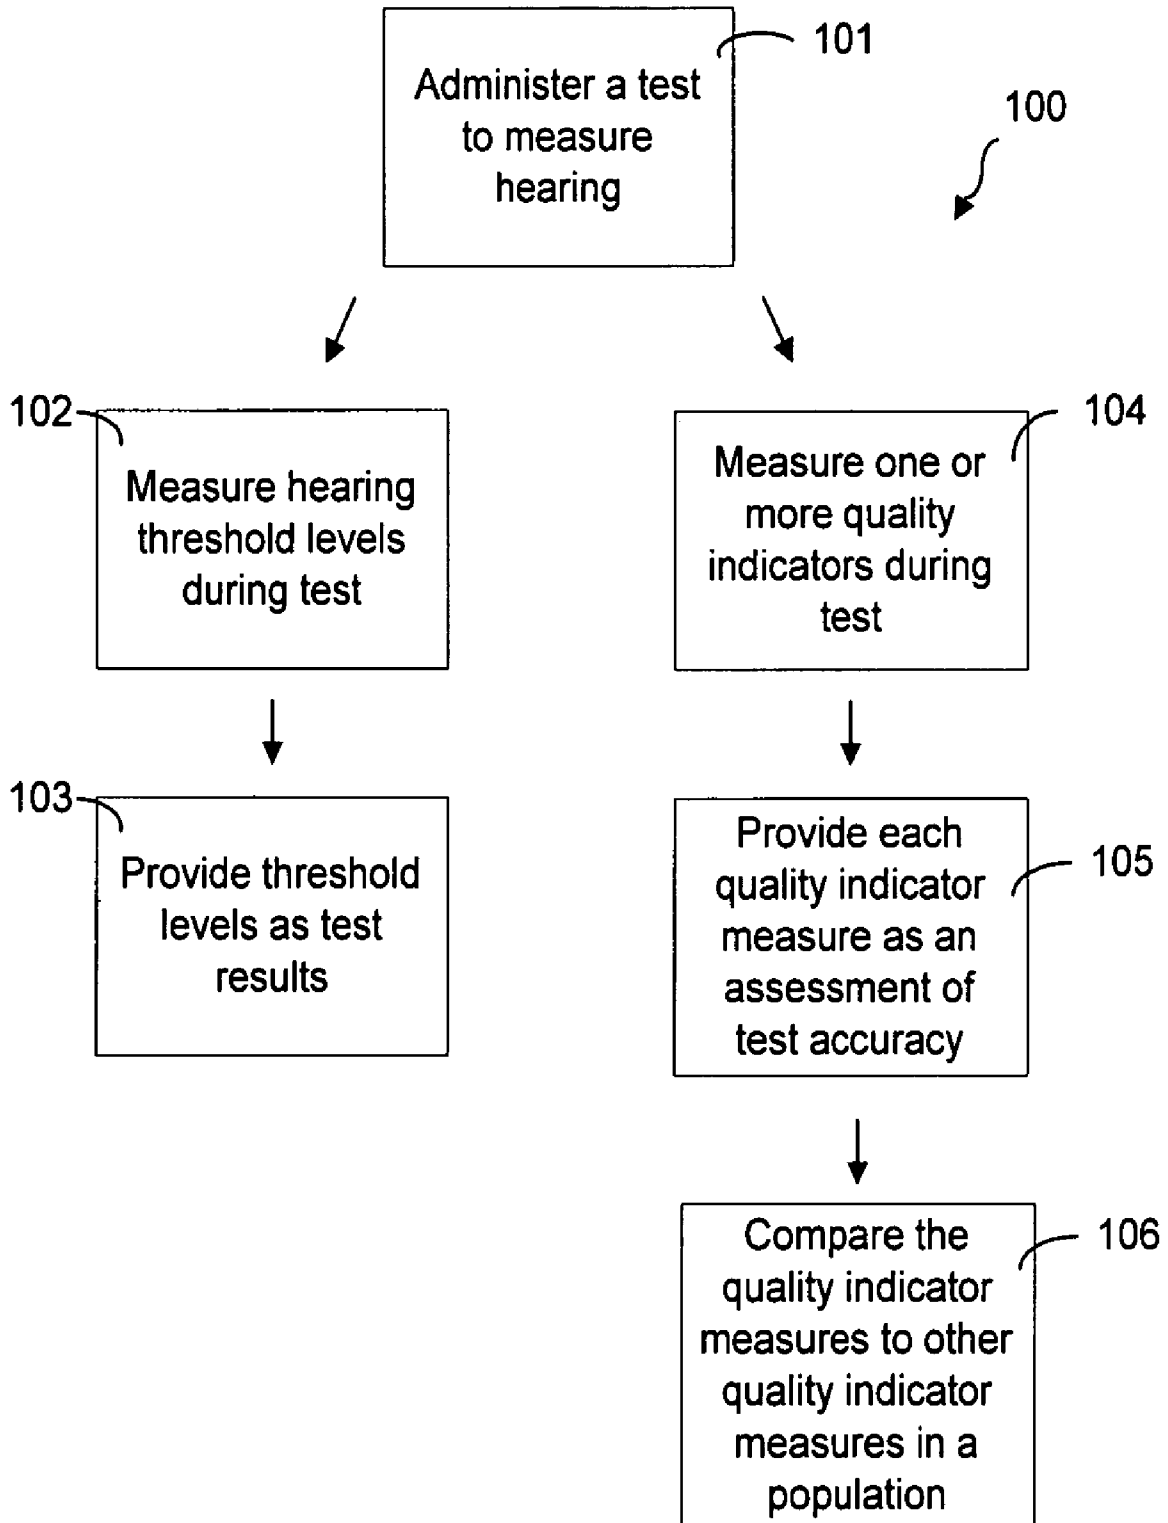 101
Administer a test
to measure
hearing
100
102
Measure hearing
threshold levels
during test
104
Measure one or
more quality
indicators during
test
103
Provide threshold
levels as test
results
105
Provide each
quality indicator
measure as an
assessment of
test accuracy
106
Compare the
quality indicator
measures to other
quality indicator
measures in a
population